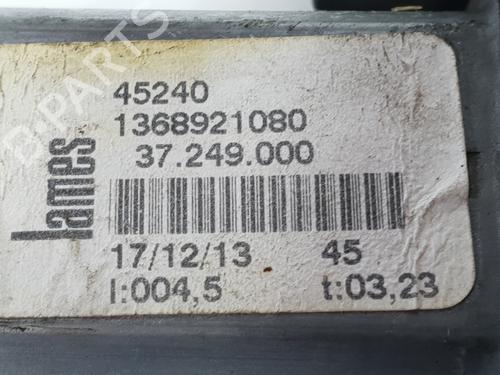 45240
1368921080
37.249.000
lames
17/12/13 45
I:004,5 t:03,23
B-PARTS